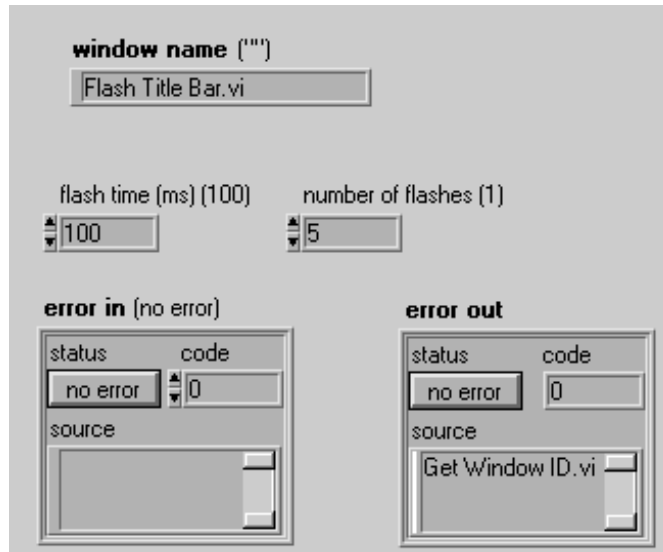 window name ("")
Flash Title Bar.vi
flash time (ms) (100) number of flashes (1)
100 5
error in (no error) error out
status code status code
no error 0 no error 0
source source
Get Window ID.vi